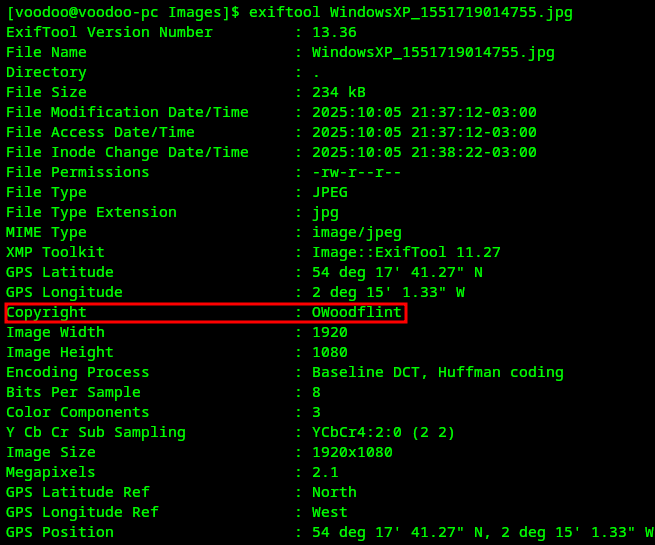 [voodoo@voodoo-pc Images]$ exiftool WindowsXP_1551719014755.jpg
ExifTool Version Number         : 13.36
File Name                       : WindowsXP_1551719014755.jpg
Directory                       : .
File Size                       : 234 kB
File Modification Date/Time     : 2025:10:05 21:37:12-03:00
File Access Date/Time           : 2025:10:05 21:37:12-03:00
File Inode Change Date/Time     : 2025:10:05 21:38:22-03:00
File Permissions                : -rw-r--r--
File Type                       : JPEG
File Type Extension             : jpg
MIME Type                       : image/jpeg
XMP Toolkit                     : Image::ExifTool 11.27
GPS Latitude                    : 54 deg 17' 41.27" N
GPS Longitude                   : 2 deg 15' 1.33" W
Copyright                       : OWoodflint
Image Width                     : 1920
Image Height                    : 1080
Encoding Process                : Baseline DCT, Huffman coding
Bits Per Sample                 : 8
Color Components                : 3
Y Cb Cr Sub Sampling            : YCbCr4:2:0 (2 2)
Image Size                      : 1920x1080
Megapixels                      : 2.1
GPS Latitude Ref                : North
GPS Longitude Ref               : West
GPS Position                    : 54 deg 17' 41.27" N, 2 deg 15' 1.33" W